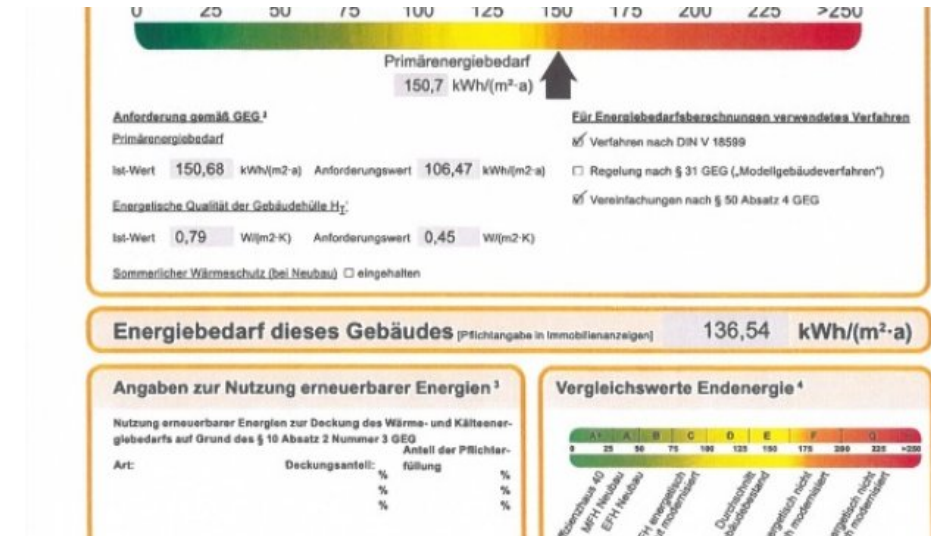 0 25 50 75 100 125 150 175 200 225 >250
Primärenergiebedarf
150,7 kWh/(m²·a)
Anforderung gemäß GEG ²
Primärenergiebedarf
Ist-Wert 150,68 kWh/(m2·a) Anforderungswert 106,47 kWh/(m2·a)
Energetische Qualität der Gebäudehülle H_T'
Ist-Wert 0,79 W/(m2·K) Anforderungswert 0,45 W/(m2·K)
Sommerlicher Wärmeschutz (bei Neubau) ☐ eingehalten
Für Energiebedarfsberechnungen verwendetes Verfahren
☑ Verfahren nach DIN V 18599
☐ Regelung nach § 31 GEG („Modellgebäudeverfahren“)
☑ Vereinfachungen nach § 50 Absatz 4 GEG
Energiebedarf dieses Gebäudes [Pflichtangabe in Immobilienanzeigen] 136,54 kWh/(m²·a)
Angaben zur Nutzung erneuerbarer Energien ³
Nutzung erneuerbarer Energien zur Deckung des Wärme- und Kälteener-
giebedarfs auf Grund des § 10 Absatz 2 Nummer 3 GEG
Art: Deckungsanteil: Anteil der Pflichter-
füllung
% %
% %
% %
Vergleichswerte Endenergie ⁴
A+ A B C D E F G
0 25 50 75 100 125 150 175 200 225 >250
MFH Neubau
EFH Neubau
EFH energetisch
modernisiert
Durchschnitt